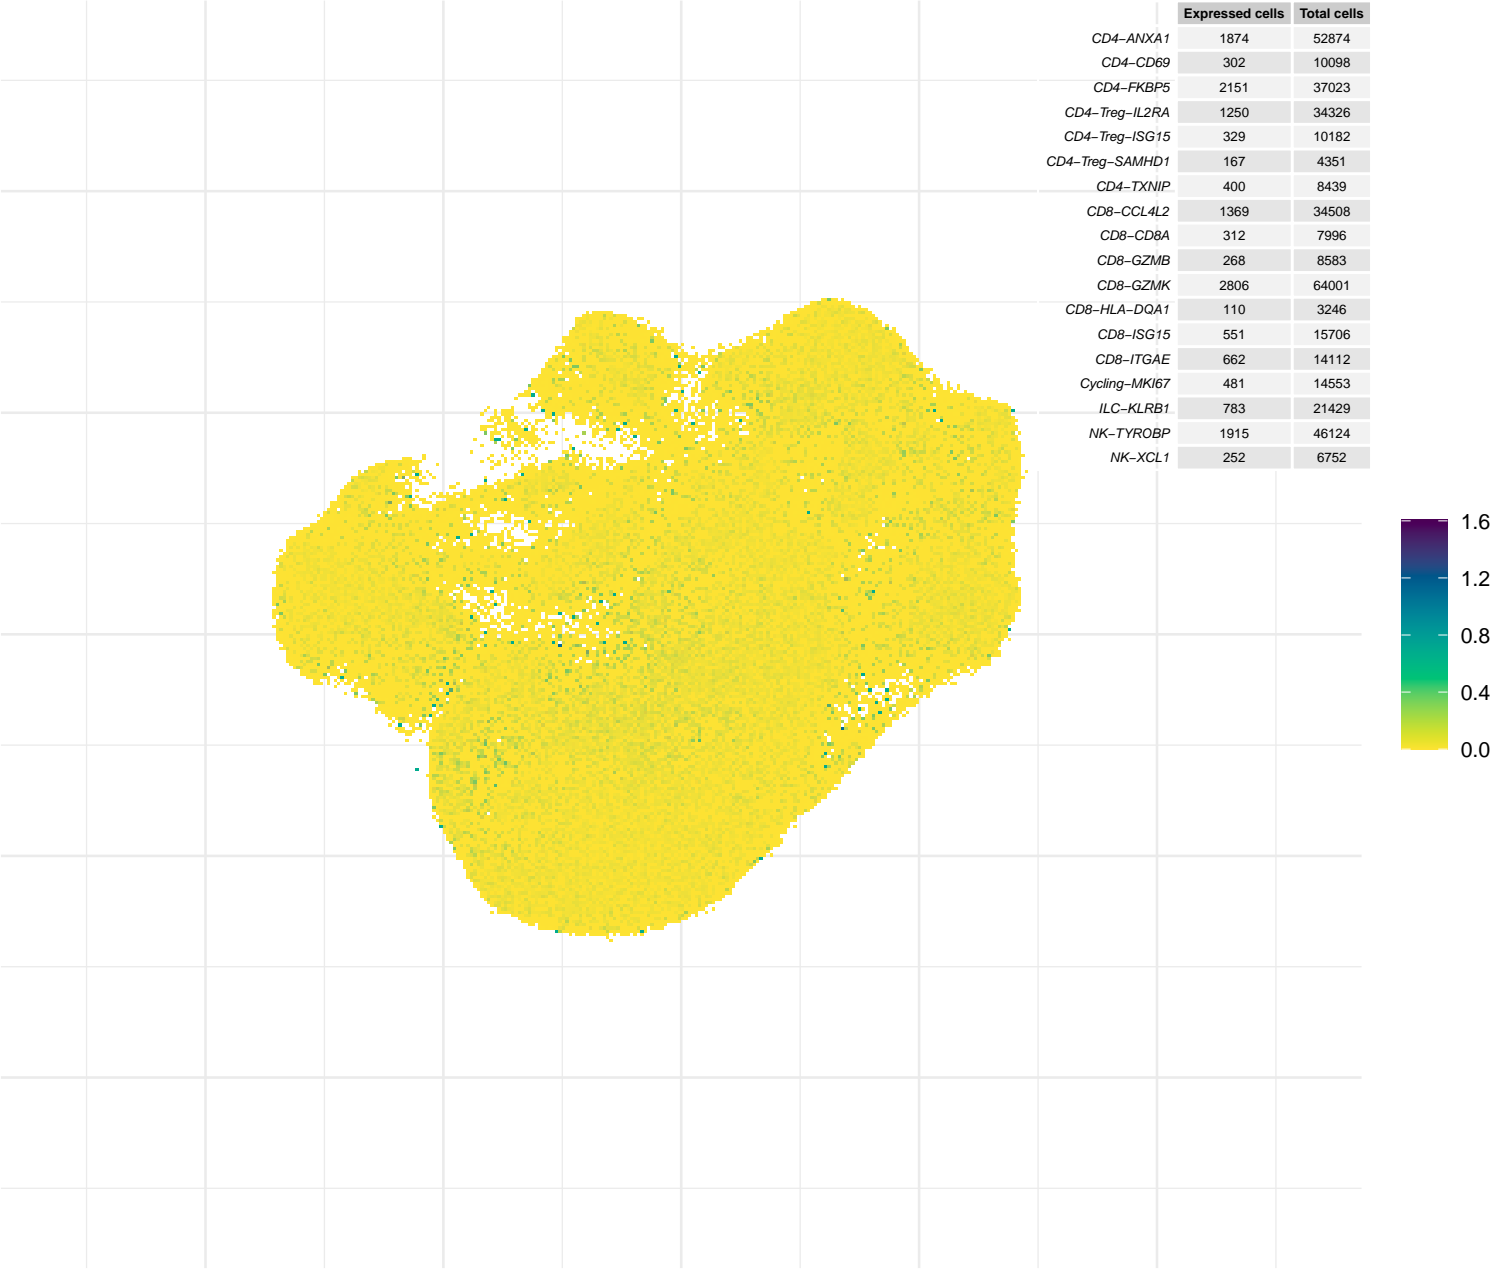 Expressed cells Total cells
CD4−ANXA1 1874 52874
CD4−CD69 302 10098
CD4−FKBP5 2151 37023
CD4−Treg−IL2RA 1250 34326
CD4−Treg−ISG15 329 10182
CD4−Treg−SAMHD1 167 4351
CD4−TXNIP 400 8439
CD8−CCL4L2 1369 34508
CD8−CD8A 312 7996
CD8−GZMB 268 8583
CD8−GZMK 2806 64001
CD8−HLA−DQA1 110 3246
CD8−ISG15 551 15706
CD8−ITGAE 662 14112
Cycling−MKI67 481 14553
ILC−KLRB1 783 21429
NK−TYROBP 1915 46124
NK−XCL1 252 6752
1.6
1.2
0.8
0.4
0.0